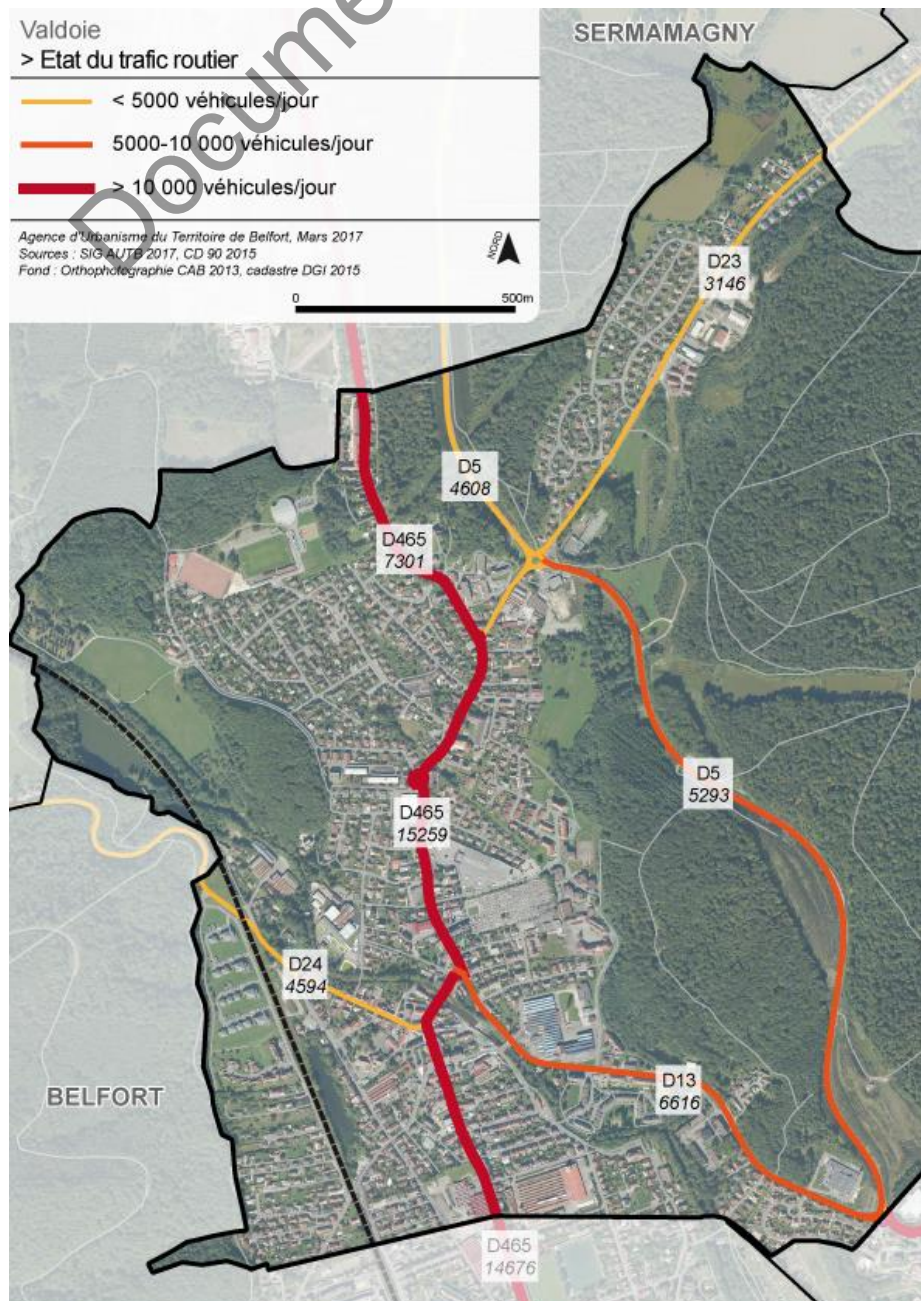 Docume
Valdoie
> Etat du trafic routier
< 5000 véhicules/jour
5000-10 000 véhicules/jour
> 10 000 véhicules/jour
Agence d'Urbanisme du Territoire de Belfort, Mars 2017
Sources : SIG AUTB 2017, CD 90 2015
Fond : Orthophotographie CAB 2013, cadastre DGI 2015
NORD
0 500m
SERMAMAGNY
D23
3146
D5
4608
D465
7301
D5
5293
D465
15259
D24
4594
D13
6616
BELFORT
D465
14676